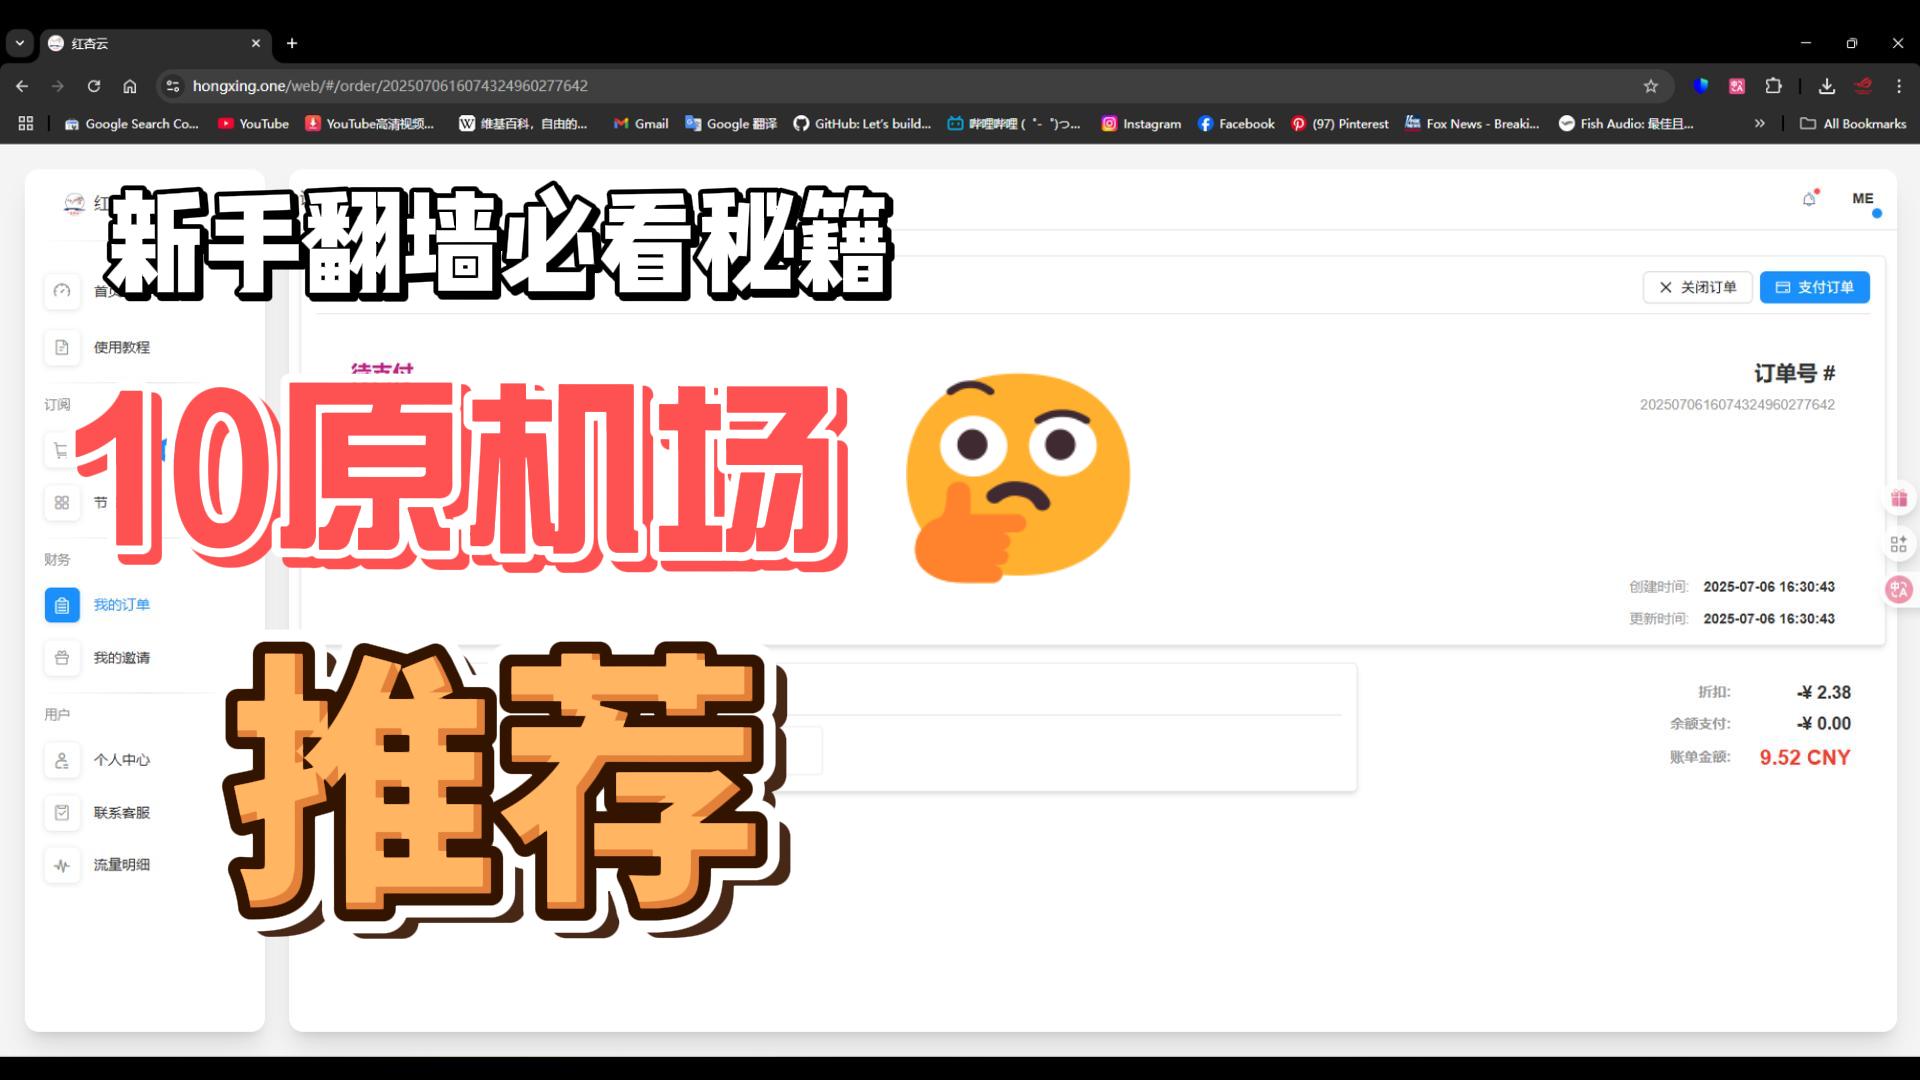 红杏云
hongxing.one/web/#/order/2025070616074324960277642
Google Search Co...
YouTube
YouTube高清视频...
维基百科，自由的...
Gmail
Google 翻译
GitHub: Let's build...
哔哩哔哩 ( ゜- ゜)つ...
Instagram
Facebook
(97) Pinterest
Fox News - Breaki...
Fish Audio: 最佳且...
All Bookmarks
红
ME
新手翻墙必看秘籍
首页
关闭订单
支付订单
使用教程
待支付
订单号 #
2025070616074324960277642
订阅
10原机场
节
财务
创建时间: 2025-07-06 16:30:43
我的订单
更新时间: 2025-07-06 16:30:43
我的邀请
推荐
折扣: -¥ 2.38
用户
余额支付: -¥ 0.00
个人中心
账单金额: 9.52 CNY
联系客服
流量明细